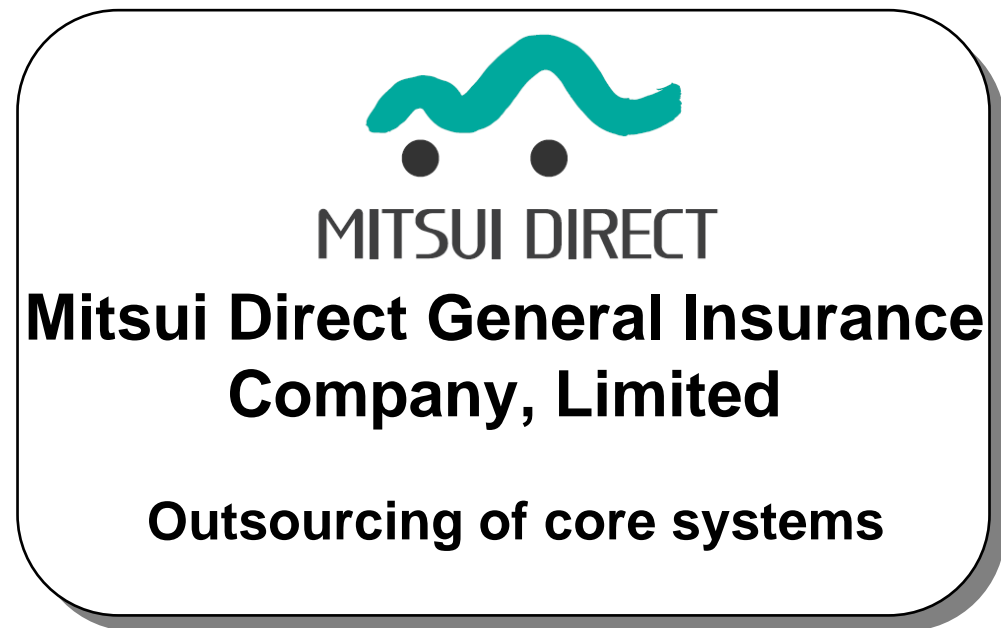 MITSUI DIRECT
Mitsui Direct General Insurance
Company, Limited
Outsourcing of core systems